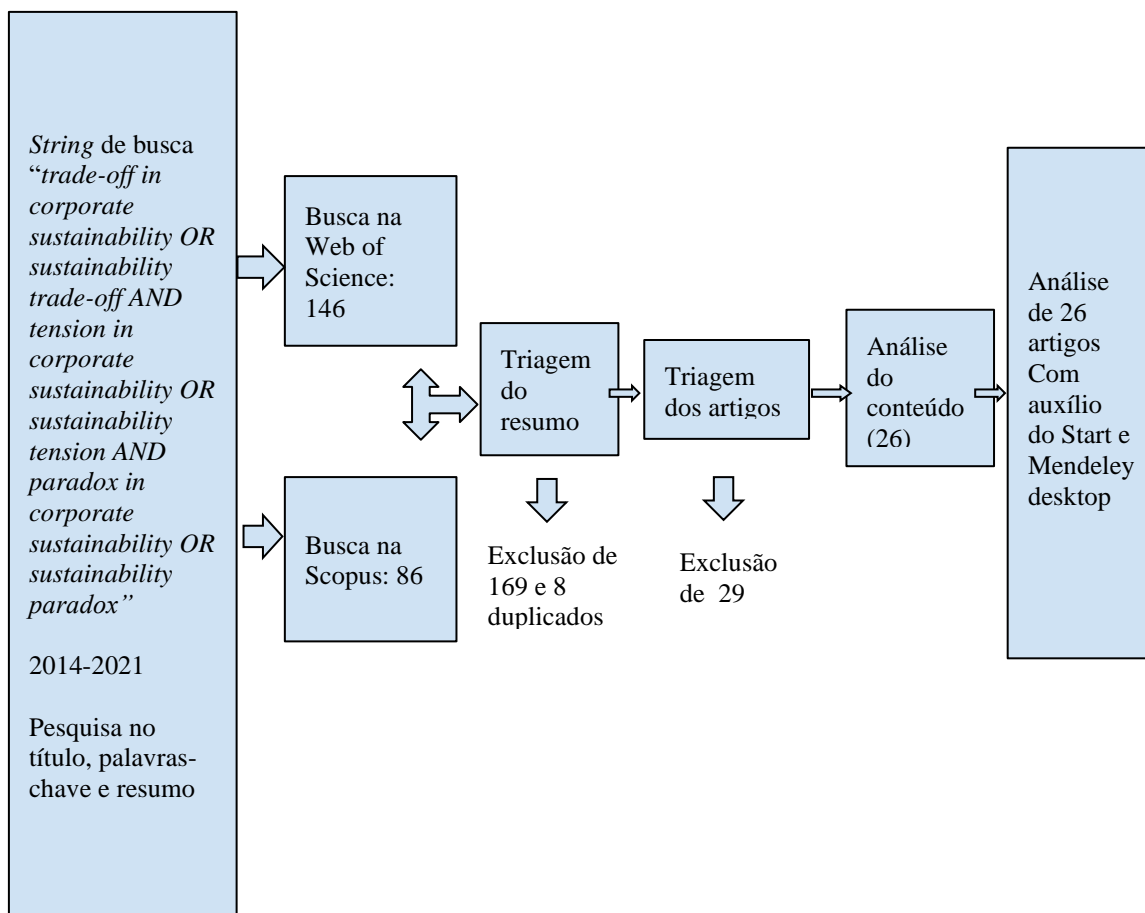 String de busca
“trade-off in
corporate
sustainability OR
sustainability
trade-off AND
tension in
corporate
sustainability OR
sustainability
tension AND
paradox in
corporate
sustainability OR
sustainability
paradox”
2014-2021
Pesquisa no
título, palavras-
chave e resumo
Busca na
Web of
Science:
146
Busca na
Scopus: 86
Triagem
do
resumo
Exclusão de
169 e 8
duplicados
Triagem
dos artigos
Exclusão
de 29
Análise
do
conteúdo
(26)
Análise
de 26
artigos
Com
auxílio
do Start e
Mendeley
desktop